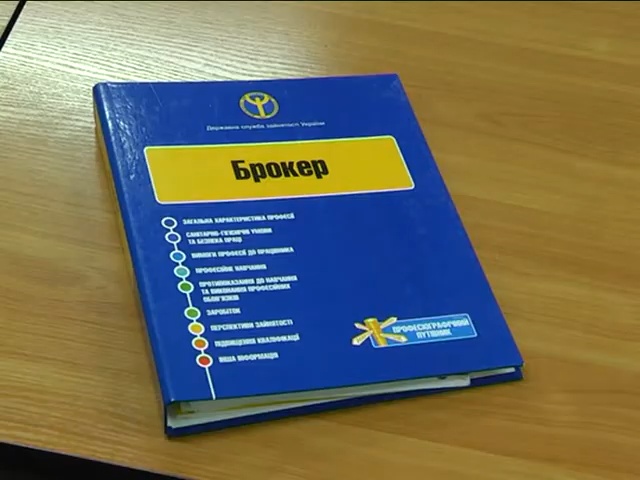 Державна служба зайнятості України
Брокер
ЗАГАЛЬНА ХАРАКТЕРИСТИКА ПРОФЕСІЇ
САНІТАРНО-ГІГІЄНІЧНІ УМОВИ
ТА БЕЗПЕКА ПРАЦІ
ВИМОГИ ПРОФЕСІЇ ДО ПРАЦІВНИКА
ПРОФЕСІЙНЕ НАВЧАННЯ
ПРОТИПОКАЗАННЯ ДО НАВЧАННЯ
ТА ВИКОНАННЯ ПРОФЕСІЙНИХ
ОБОВ'ЯЗКІВ
ЗАРОБІТОК
ПЕРСПЕКТИВИ ЗАЙНЯТОСТІ
ПІДВИЩЕННЯ КВАЛІФІКАЦІЇ
ІНША ІНФОРМАЦІЯ
ПРОФЕСІОГРАФІЧНИЙ
ПУТІВНИК